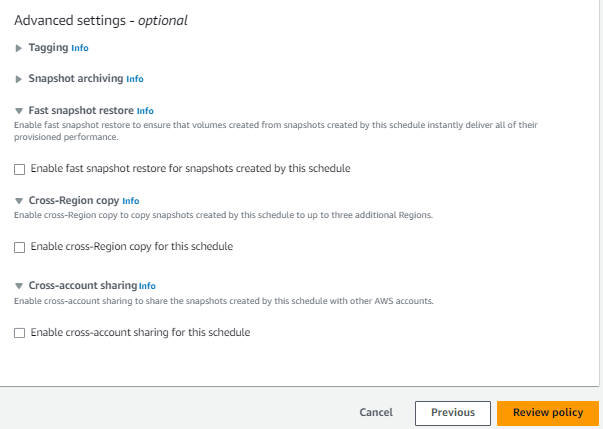 Advanced settings - optional
Tagging Info
Snapshot archiving Info
Fast snapshot restore Info
Enable fast snapshot restore to ensure that volumes created from snapshots created by this schedule instantly deliver all of their
provisioned performance.
Enable fast snapshot restore for snapshots created by this schedule
Cross-Region copy Info
Enable cross-Region copy to copy snapshots created by this schedule to up to three additional Regions.
Enable cross-Region copy for this schedule
Cross-account sharing Info
Enable cross-account sharing to share the snapshots created by this schedule with other AWS accounts.
Enable cross-account sharing for this schedule
Cancel Previous Review policy